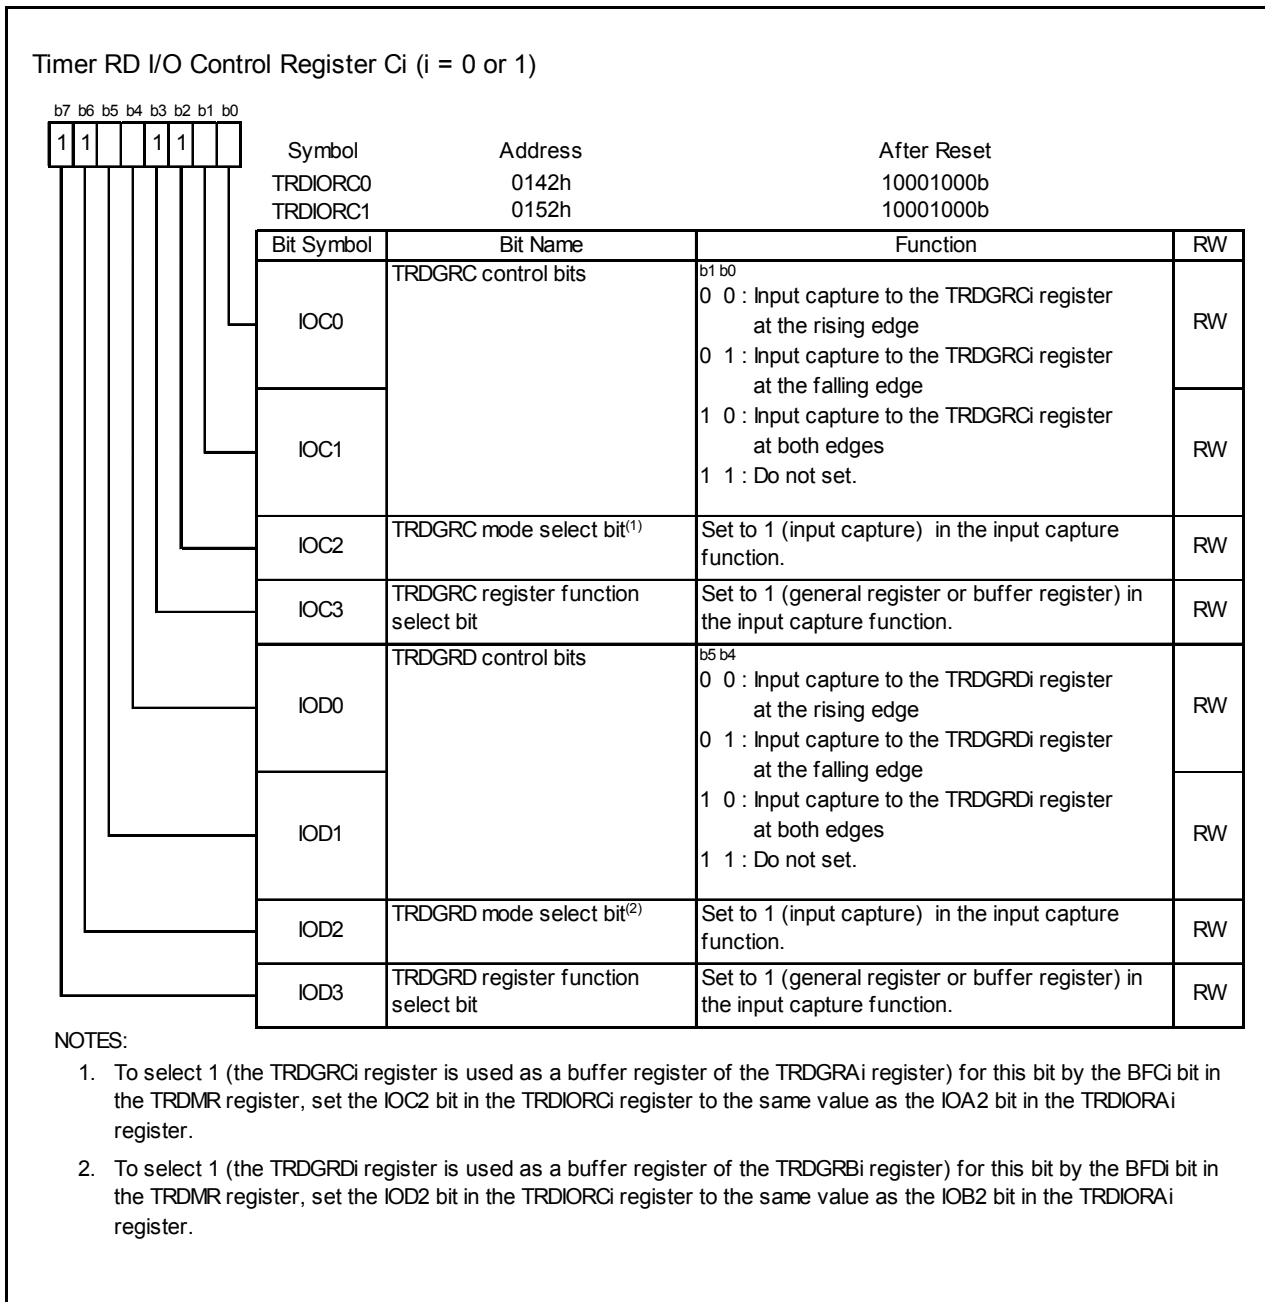 Timer RD I/O Control Register Ci (i = 0 or 1)
b7 b6 b5 b4 b3 b2 b1 b0
1 1 1 1
Symbol Address After Reset
TRDIORC0 0142h 10001000b
TRDIORC1 0152h 10001000b
Bit Symbol Bit Name Function RW
IOC0 TRDGRC control bits b1 b0
0 0 : Input capture to the TRDGRCi register
at the rising edge RW
0 1 : Input capture to the TRDGRCi register
at the falling edge
IOC1 1 0 : Input capture to the TRDGRCi register
at both edges RW
1 1 : Do not set.
IOC2 TRDGRC mode select bit(1) Set to 1 (input capture) in the input capture
function. RW
IOC3 TRDGRC register function Set to 1 (general register or buffer register) in
select bit the input capture function. RW
IOD0 TRDGRD control bits b5 b4
0 0 : Input capture to the TRDGRDi register
at the rising edge RW
0 1 : Input capture to the TRDGRDi register
at the falling edge
IOD1 1 0 : Input capture to the TRDGRDi register
at both edges RW
1 1 : Do not set.
IOD2 TRDGRD mode select bit(2) Set to 1 (input capture) in the input capture
function. RW
IOD3 TRDGRD register function Set to 1 (general register or buffer register) in
select bit the input capture function. RW
NOTES:
1. To select 1 (the TRDGRCi register is used as a buffer register of the TRDGRAi register) for this bit by the BFCi bit in
the TRDMR register, set the IOC2 bit in the TRDIORCi register to the same value as the IOA2 bit in the TRDIORAi
register.
2. To select 1 (the TRDGRDi register is used as a buffer register of the TRDGRBi register) for this bit by the BFDi bit in
the TRDMR register, set the IOD2 bit in the TRDIORCi register to the same value as the IOB2 bit in the TRDIORAi
register.